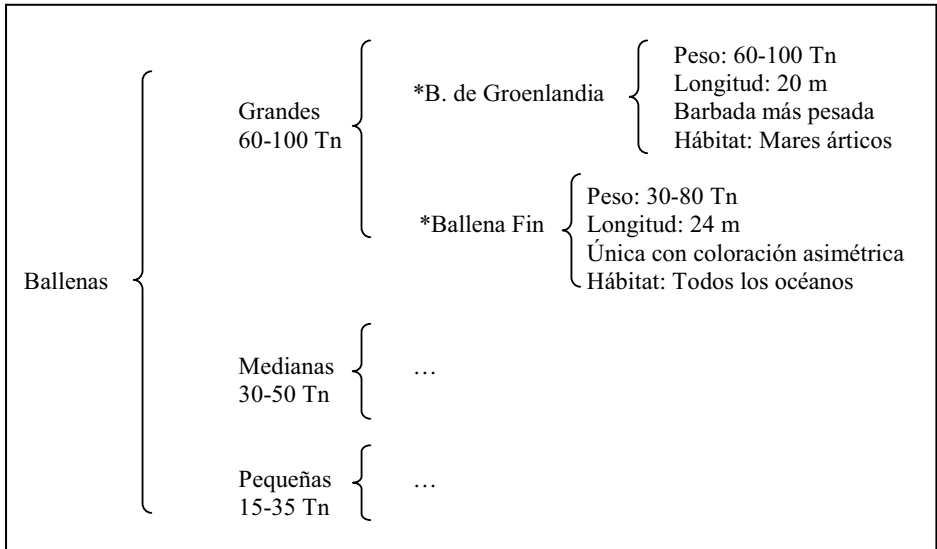 Ballenas
Grandes
60-100 Tn
*B. de Groenlandia
Peso: 60-100 Tn
Longitud: 20 m
Barbada más pesada
Hábitat: Mares árticos
*Ballena Fin
Peso: 30-80 Tn
Longitud: 24 m
Única con coloración asimétrica
Hábitat: Todos los océanos
Medianas
30-50 Tn
…
Pequeñas
15-35 Tn
…